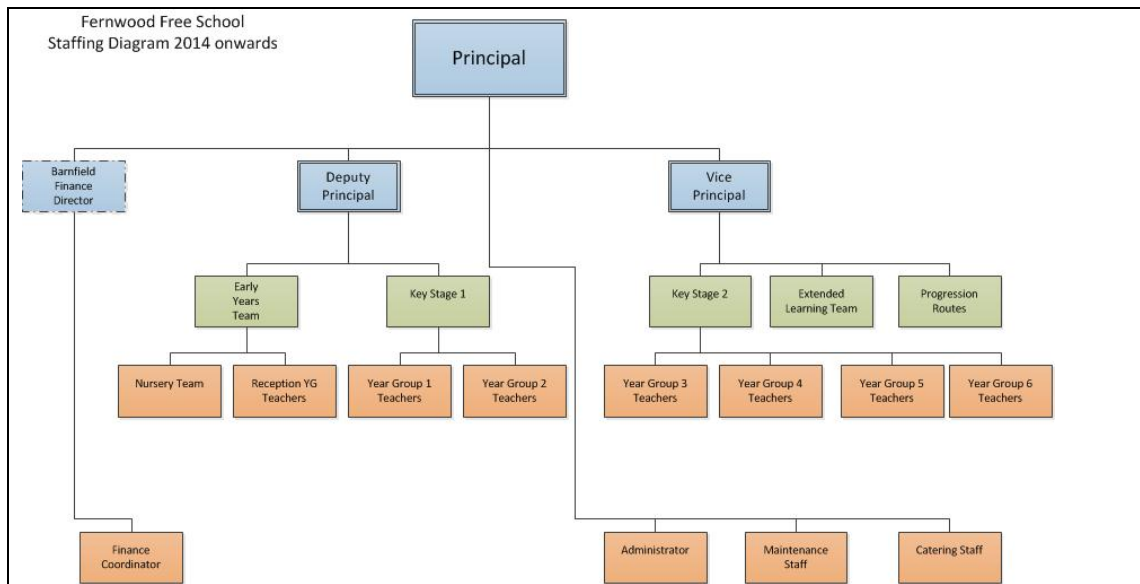 Fernwood Free School
Staffing Diagram 2014 onwards
Principal
Barnfield
Finance
Director
Deputy
Principal
Vice
Principal
Early
Years
Team
Key Stage 1
Key Stage 2
Extended
Learning Team
Progression
Routes
Nursery Team
Reception YG
Teachers
Year Group 1
Teachers
Year Group 2
Teachers
Year Group 3
Teachers
Year Group 4
Teachers
Year Group 5
Teachers
Year Group 6
Teachers
Finance
Coordinator
Administrator
Maintenance
Staff
Catering Staff